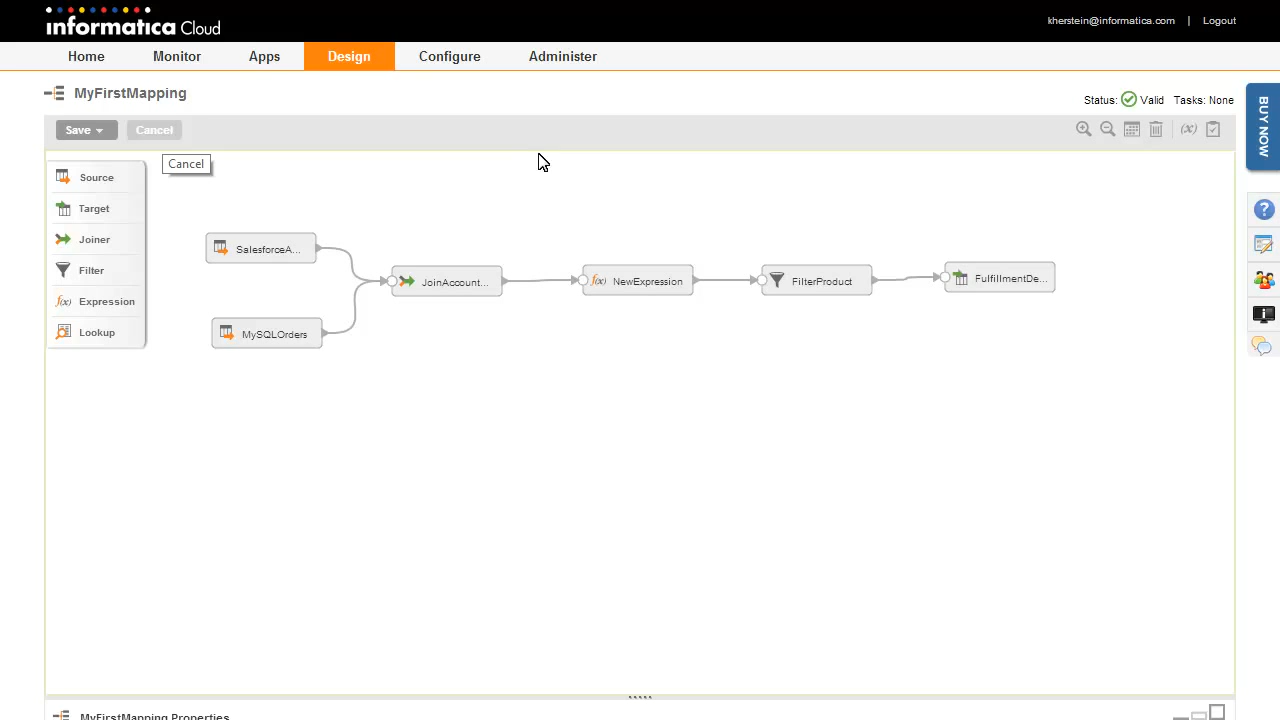 informatica Cloud
kherstein@informatica.com | Logout
Home Monitor Apps Design Configure Administer
MyFirstMapping
Status: Valid Tasks: None
BUY NOW
Save Cancel
(x)
Cancel
Source
Target
Joiner
Filter
f(x) Expression
Lookup
SalesforceA...
MySQLOrders
JoinAccount...
f(x) NewExpression
FilterProduct
FulfillmentDe...
?
MyFirstMapping Properties